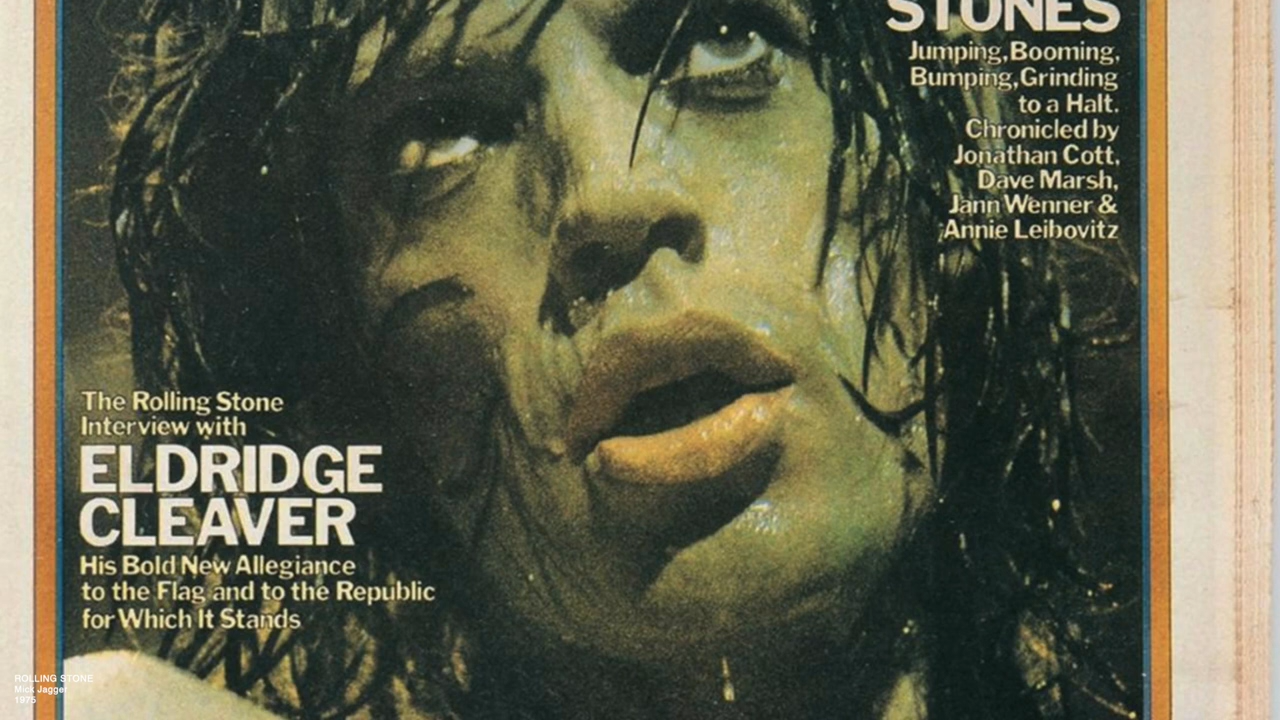 STONES
Jumping, Booming,
Bumping, Grinding
to a Halt.
Chronicled by
Jonathan Cott,
Dave Marsh,
Jann Wenner &
Annie Leibovitz
The Rolling Stone
Interview with
ELDRIDGE
CLEAVER
His Bold New Allegiance
to the Flag and to the Republic
for Which It Stands
ROLLING STONE
Mick Jagger
1975